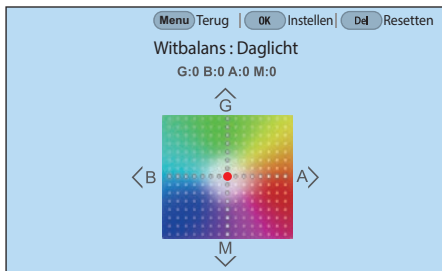 Menu Terug | OK Instellen | Del Resetten
Witbalans : Daglicht
G:0 B:0 A:0 M:0
G
B A
M